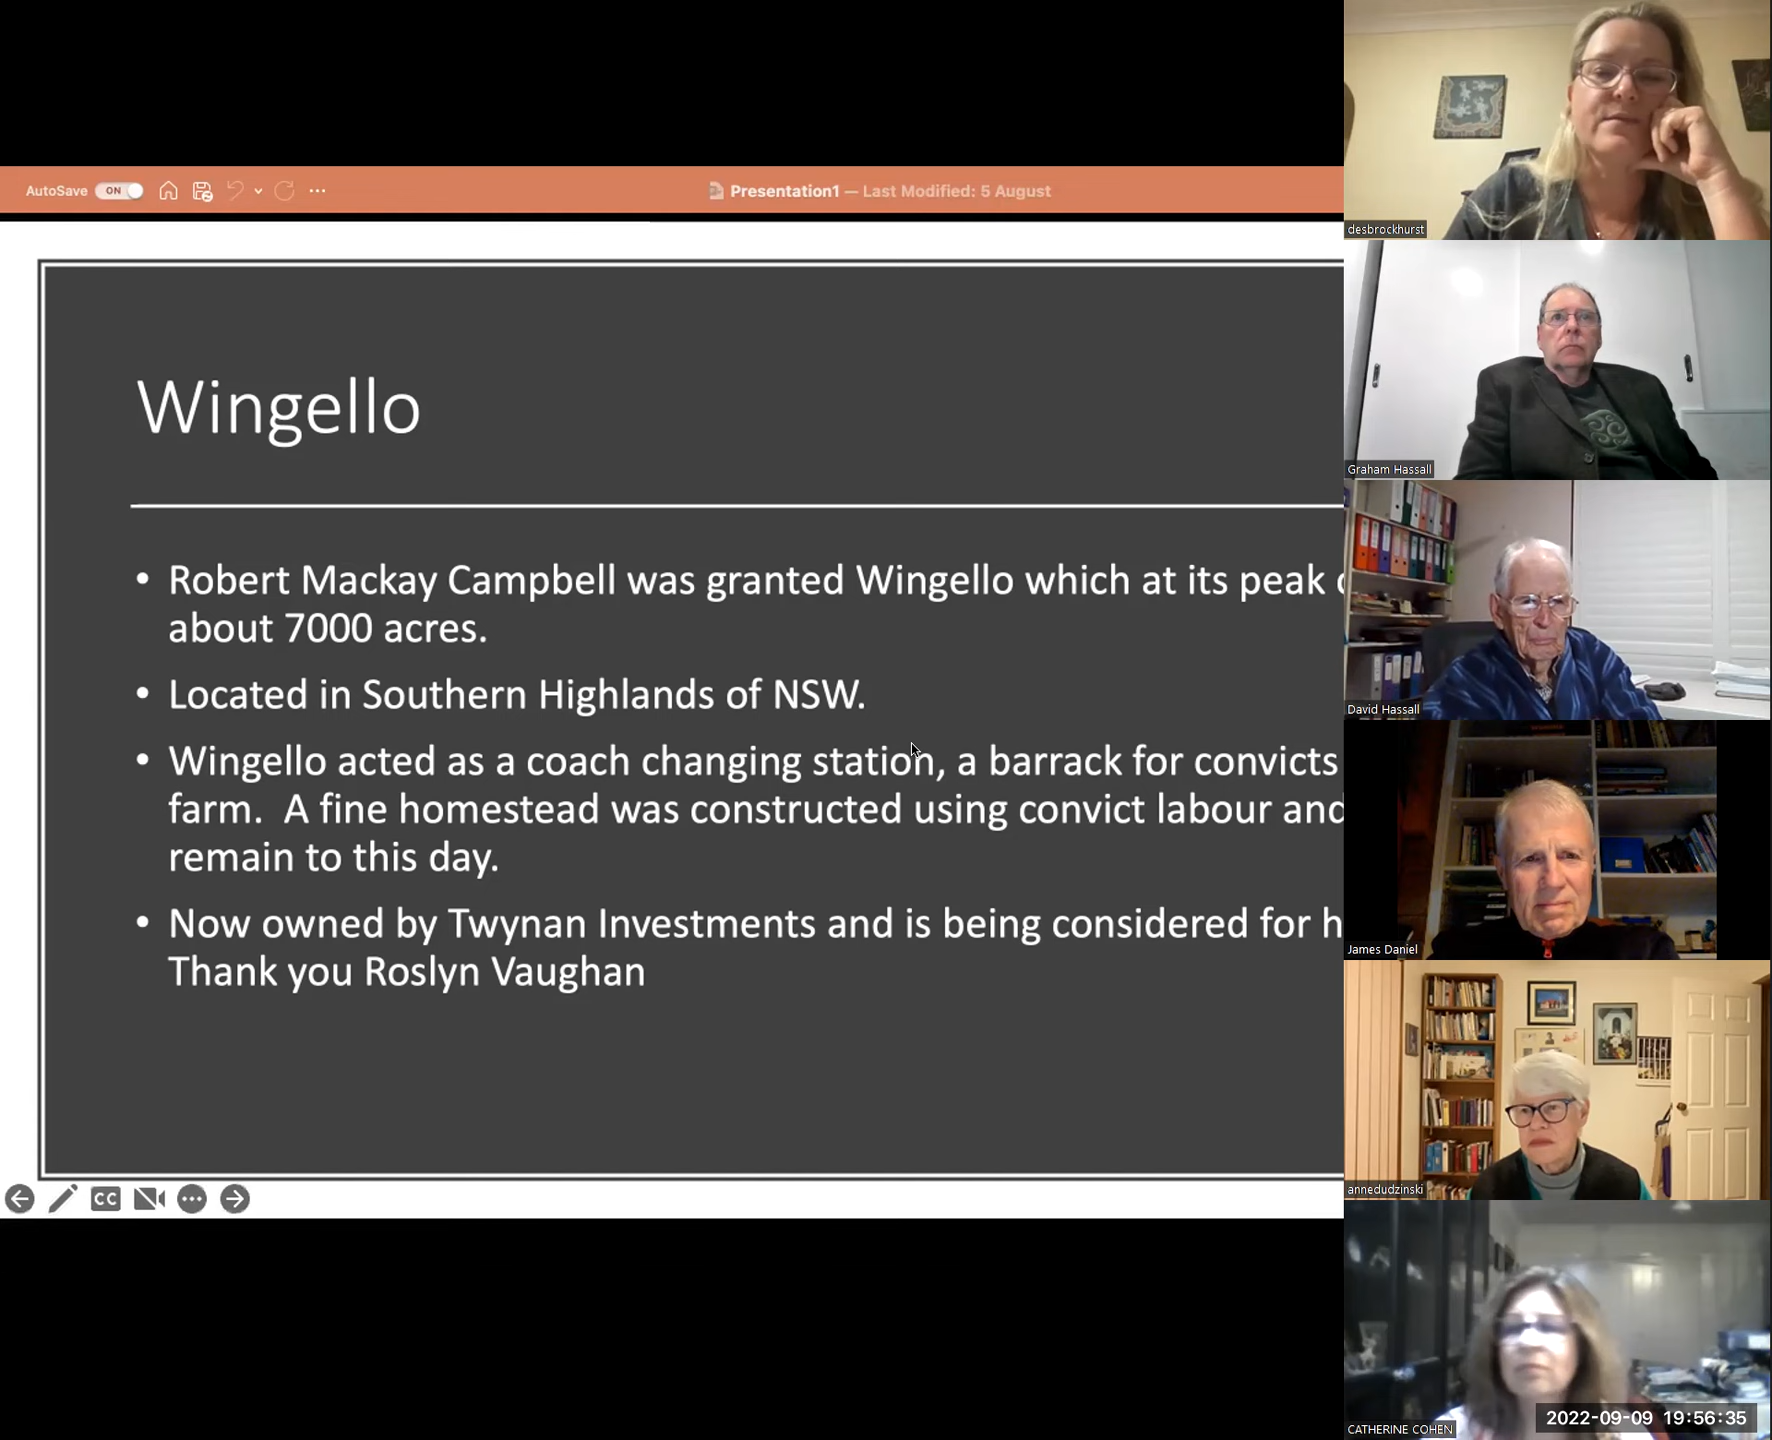 AutoSave ON
Presentation1 — Last Modified: 5 August
Wingello
• Robert Mackay Campbell was granted Wingello which at its peak
about 7000 acres.
• Located in Southern Highlands of NSW.
• Wingello acted as a coach changing station, a barrack for convicts
farm.  A fine homestead was constructed using convict labour and
remain to this day.
• Now owned by Twynan Investments and is being considered for
Thank you Roslyn Vaughan
CC
desbrockhurst
Graham Hassall
David Hassall
James Daniel
annedudzinski
CATHERINE COHEN
2022-09-09 19:56:35